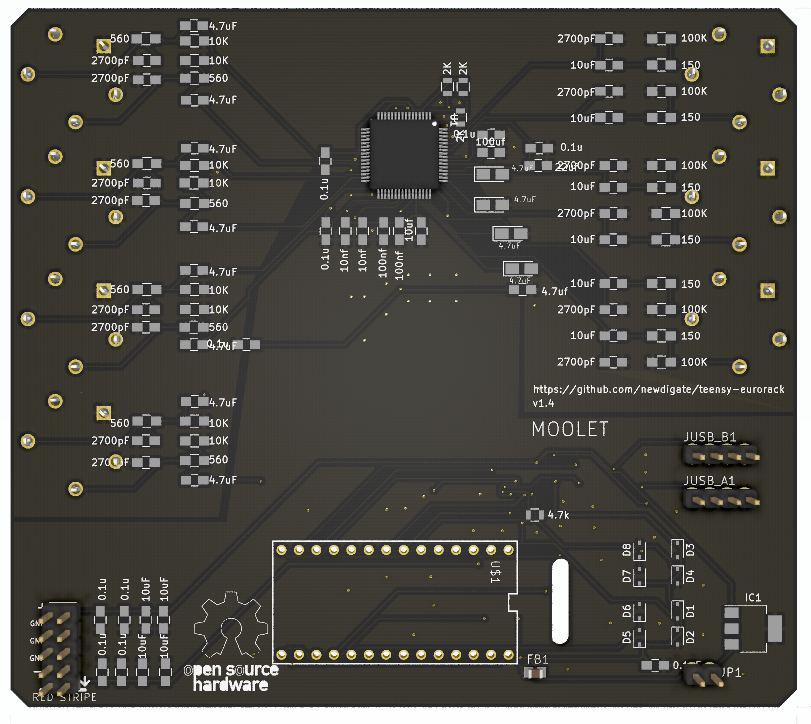 4.7uF
560
10K
2700pF
10K
2700pF
560
4.7uF
2K
2K
2700pF
100K
10uF
150
2700pF
100K
10uF
150
U1
2K
0.1u
100uf
0.1u
4.7uF
560
10K
2700pF
10K
2700pF
560
4.7uF
0.1u
4.7uF
4.7uF
4.7uF
4.7uF
4.7uf
2700pF
100K
10uF
150
2700pF
100K
10uF
150
0.1u
10nf
10nf
100nf
100nf
10uf
4.7uF
560
10K
2700pF
10K
2700pF
560
4.7uF
0.1u
10uF
150
2700pF
100K
10uF
150
2700pF
100K
https://github.com/newdigate/teensy-eurorack
v1.4
MOOLET
4.7uF
560
10K
2700pF
10K
560
4.7uF
JUSB_B1
JUSB_A1
4.7k
U$1
D8
D3
D7
D4
D6
D1
D5
D2
IC1
0.1u
0.1u
10uF
10uF
0.1u
0.1u
10uF
10uF
GN
GN
GN
RED STRIPE
open source
hardware
FB1
JP1